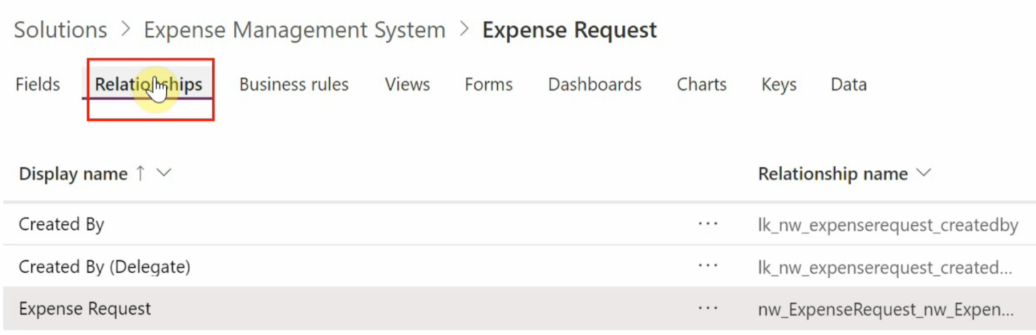 Solutions > Expense Management System > Expense Request
Fields Relationships Business rules Views Forms Dashboards Charts Keys Data
Display name ↑ Relationship name
Created By ··· lk_nw_expenserequest_createdby
Created By (Delegate) ··· lk_nw_expenserequest_created...
Expense Request ··· nw_ExpenseRequest_nw_Expen...